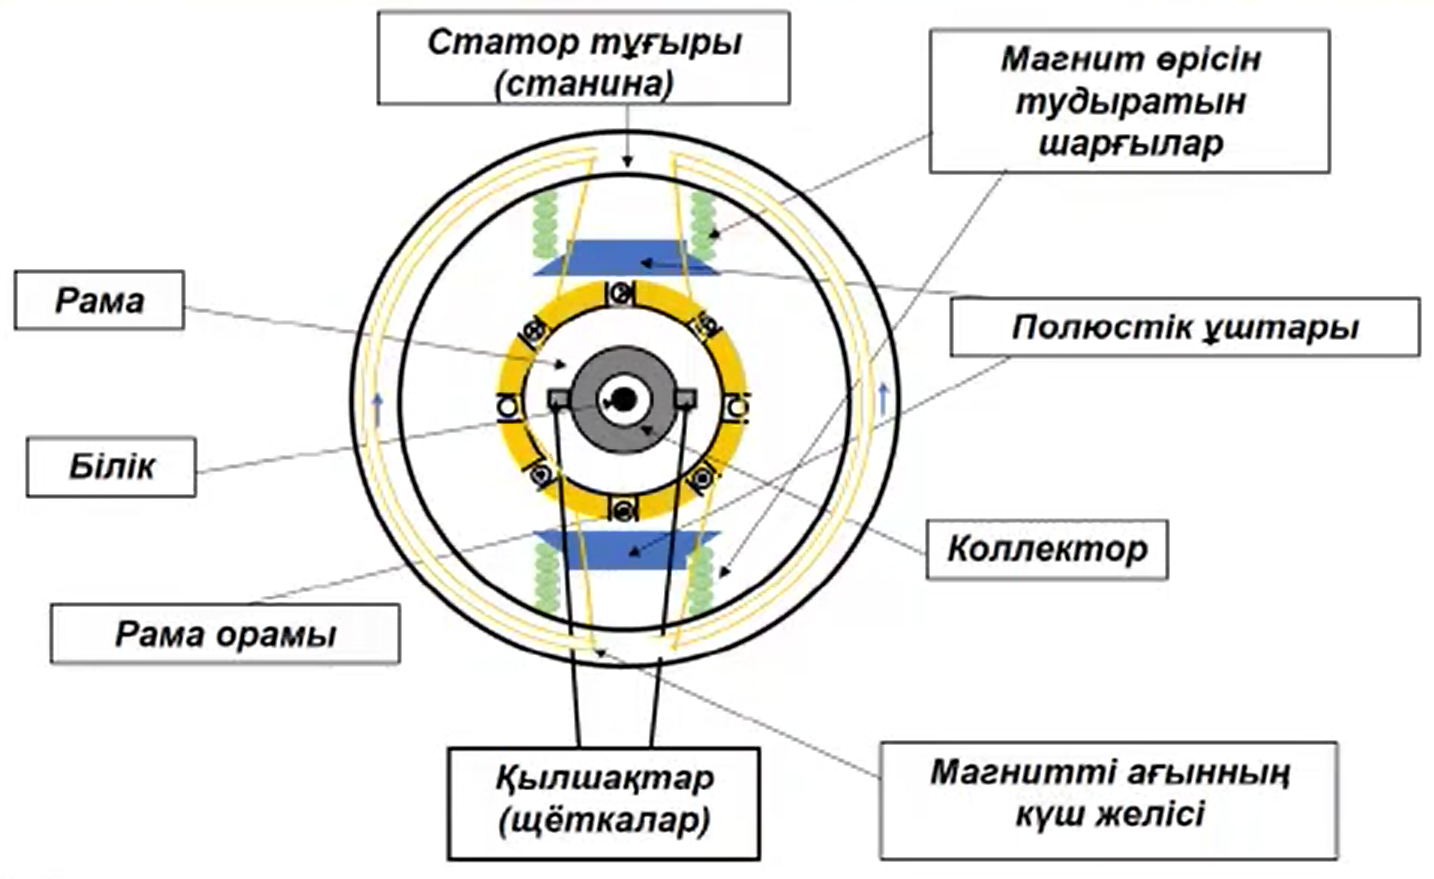 Статор тұғыры
(станина)
Магнит өрісін
тудыратын
шарғылар
Рама
Полюстік ұштары
Білік
Коллектор
Рама орамы
Қылшақтар
(щёткалар)
Магнитті ағынның
күш желісі